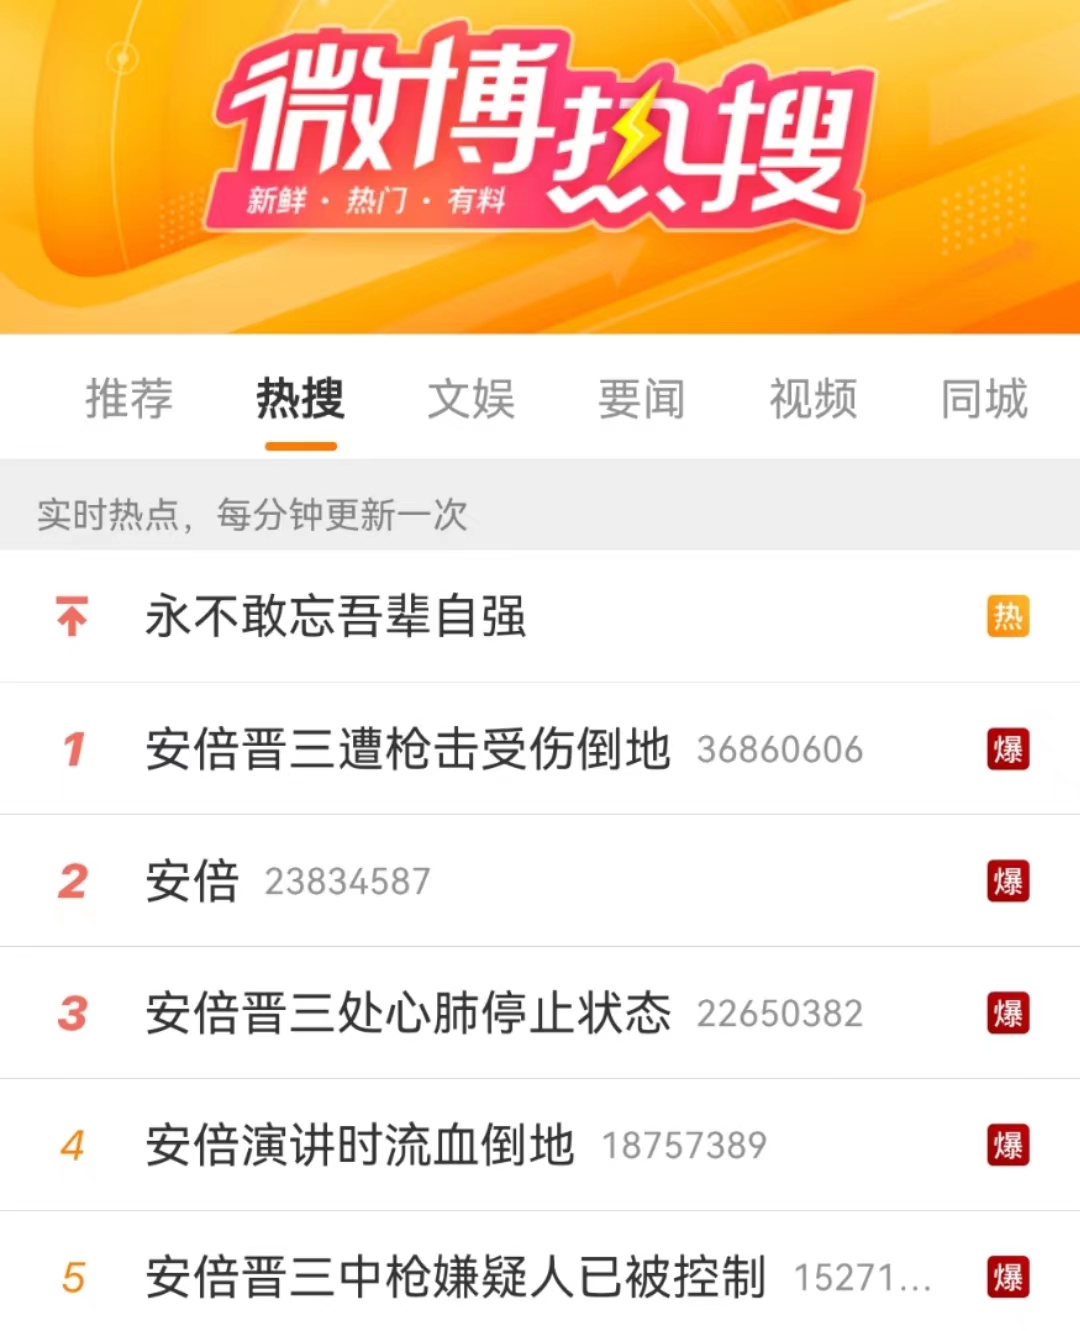 微博热搜
新鲜·热门·有料
推荐 热搜 文娱 要闻 视频 同城
实时热点，每分钟更新一次
永不敢忘吾辈自强 热
1 安倍晋三遭枪击受伤倒地 36860606 爆
2 安倍 23834587 爆
3 安倍晋三处心肺停止状态 22650382 爆
4 安倍演讲时流血倒地 18757389 爆
5 安倍晋三中枪嫌疑人已被控制 15271... 爆